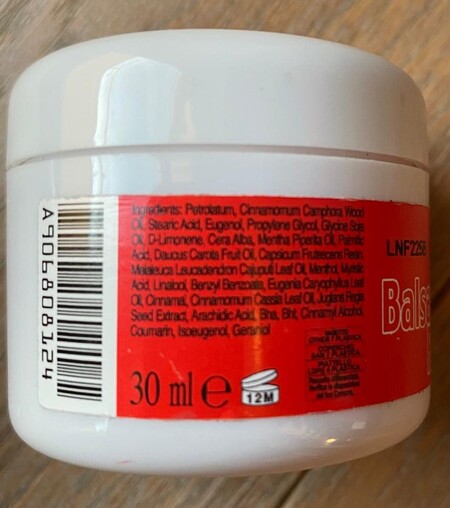 Ingredients: Petrolatum, Cinnamomum Camphora Wood
Oil, Stearic Acid, Eugenol, Propylene Glycol, Glycine Soja
Oil, D-Limonene, Cera Alba, Mentha Piperita Oil, Palmitic
Acid, Daucus Carota Fruit Oil, Capsicum Frutescens Resin,
Melaleuca Leucadendron Cajuputi Leaf Oil, Menthol, Myristic
Acid, Linalool, Benzyl Benzoate, Eugenia Caryophyllus Leaf
Oil, Cinnamal, Cinnamomum Cassia Leaf Oil, Juglans Regia
Seed Extract, Arachidic Acid, Bha, Bht, Cinnamyl Alcohol,
Coumarin, Isoeugenol, Geraniol
30 ml e
12M
A906808124
LNF2258
Bals